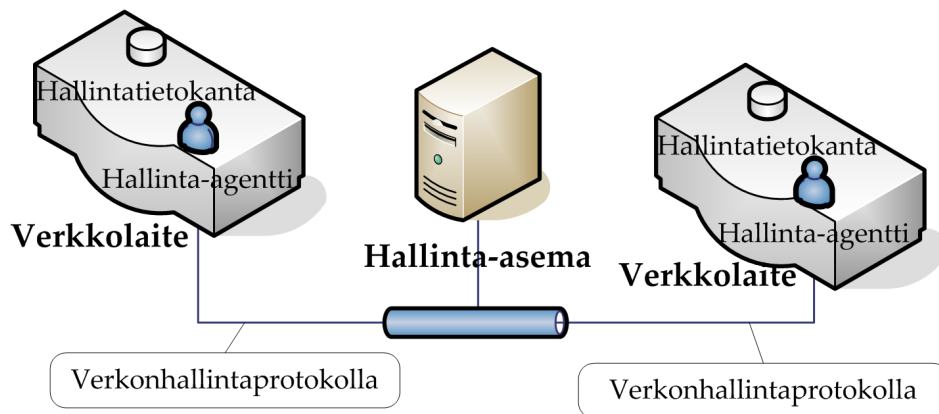 Hallintatietokanta
Hallinta-agentti
Verkkolaite
Hallinta-asema
Hallintatietokanta
Hallinta-agentti
Verkkolaite
Verkonhallintaprotokolla
Verkonhallintaprotokolla